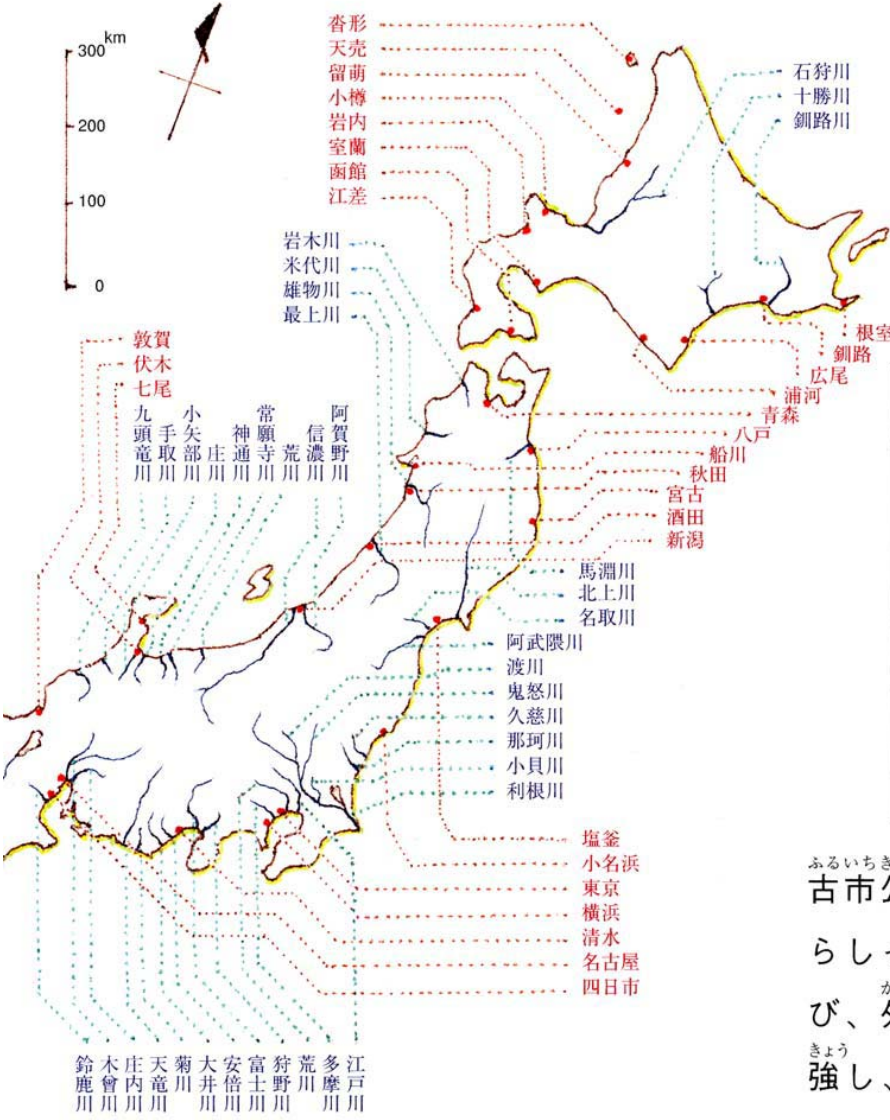 300 km
200
100
0
沓形
天売
留萌
小樽
岩内
室蘭
函館
江差
石狩川
十勝川
釧路川
岩木川
米代川
雄物川
最上川
敦賀
伏木
七尾
九頭竜川
手取川
小矢部川
庄川
神通川
常願寺川
荒川
信濃川
阿賀野川
根室
釧路
広尾
浦河
青森
八戸
船川
秋田
宮古
酒田
新潟
馬淵川
北上川
名取川
阿武隈川
渡川
鬼怒川
久慈川
那珂川
小貝川
利根川
塩釜
小名浜
東京
横浜
清水
名古屋
四日市
鈴鹿川
木曾川
庄内川
天竜川
菊川
大井川
安倍川
富士川
狩野川
荒川
多摩川
江戸川
ふるいち
古市
らし
び、
きょう
強し、